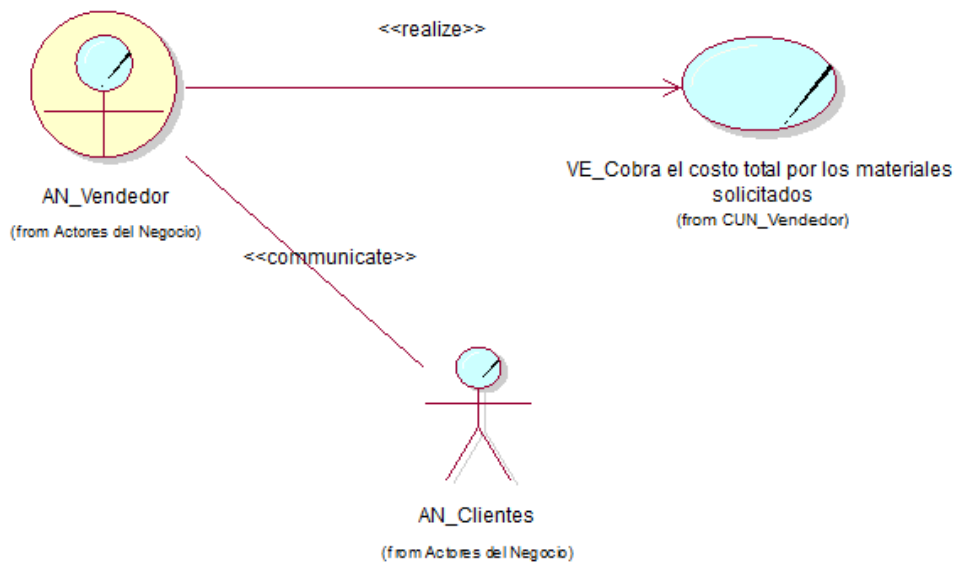 <<realize>>
AN_Vendedor
(from Actores del Negocio)
VE_Cobra el costo total por los materiales
solicitados
(from CUN_Vendedor)
<<communicate>>
AN_Clientes
(from Actores del Negocio)